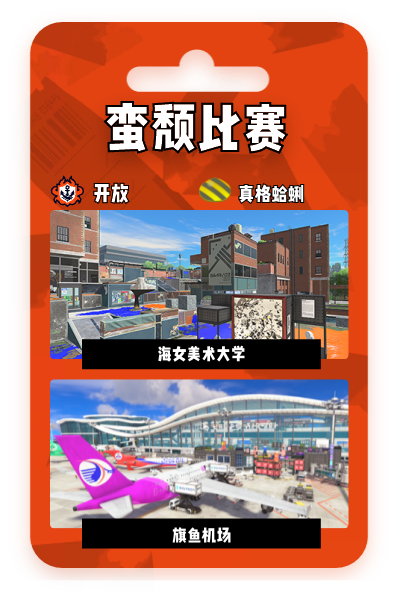 蛮颓比赛
开放
真格蛤蜊
海女美术大学
旗鱼机场